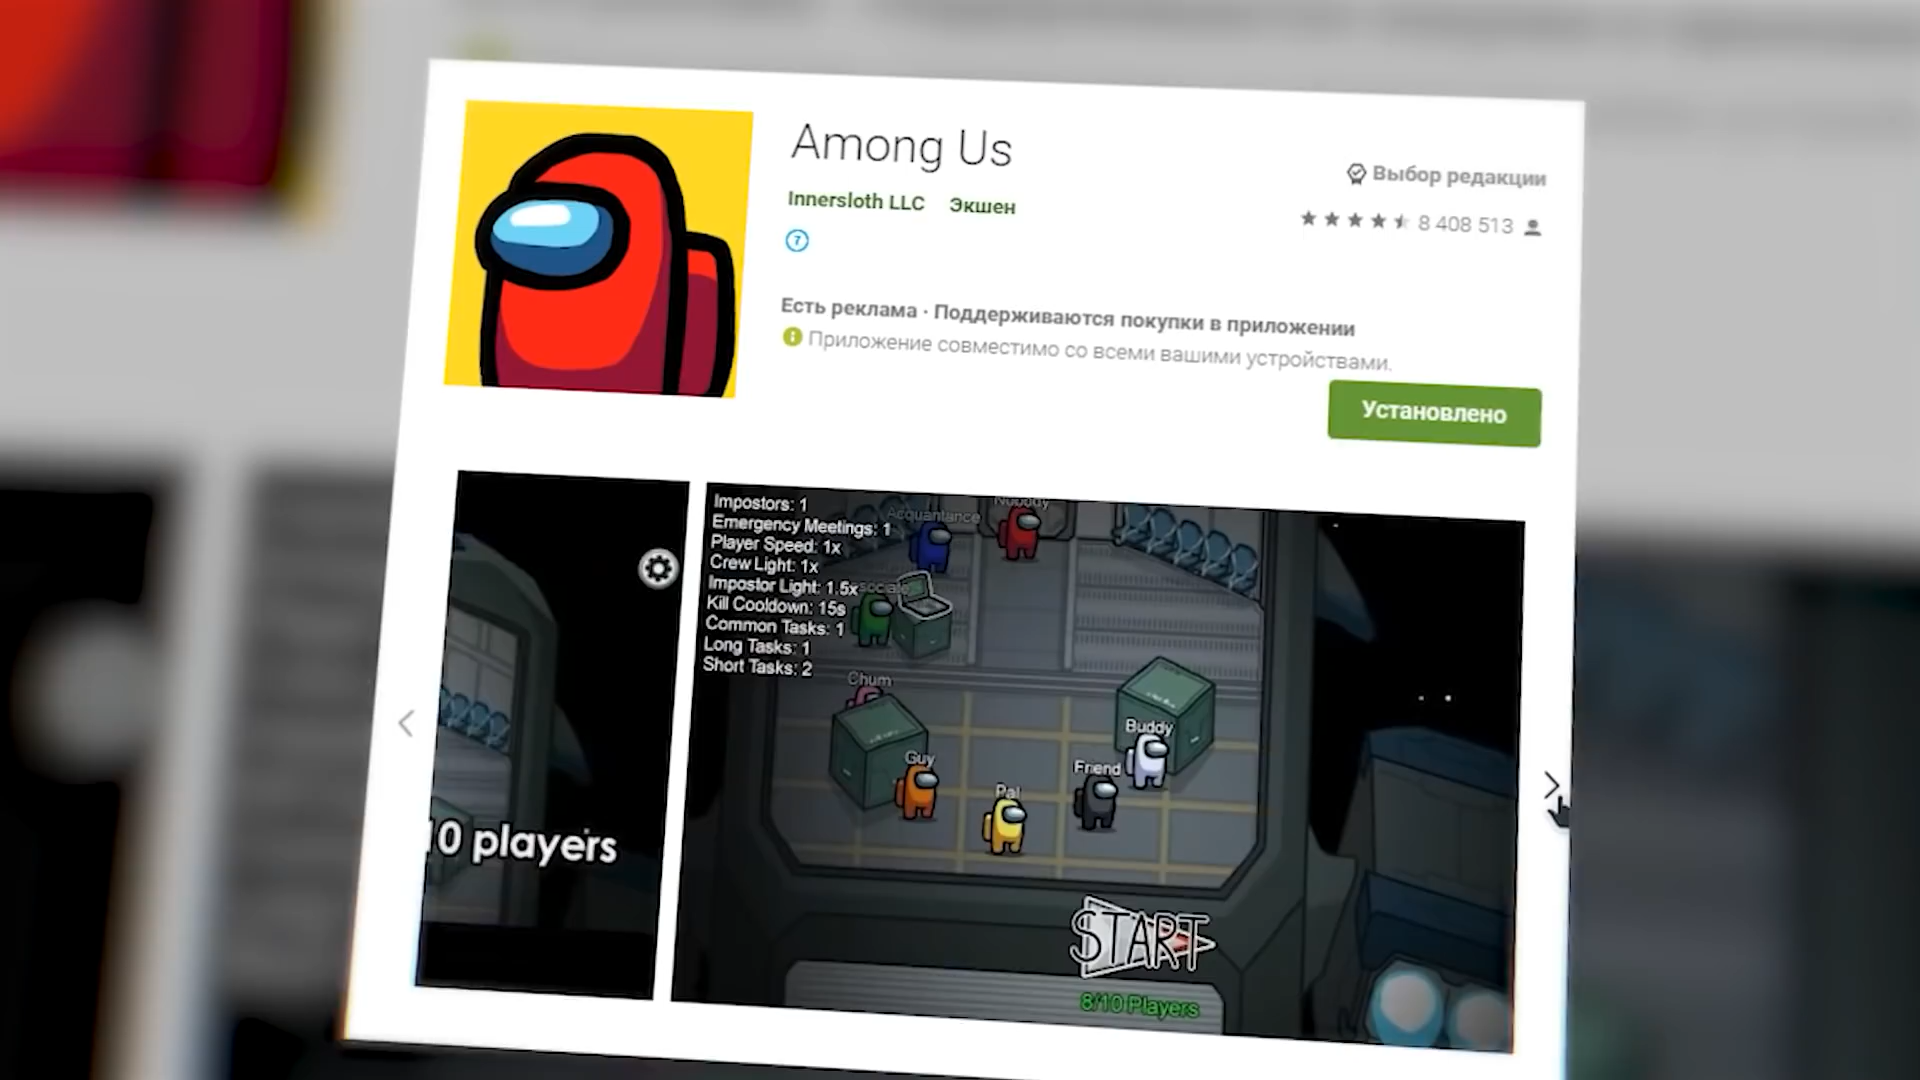 Among Us
Innersloth LLC Экшен
7
Выбор редакции
8 408 513
Есть реклама · Поддерживаются покупки в приложении
Приложение совместимо со всеми вашими устройствами.
Установлено
10 players
Impostors: 1
Emergency Meetings: 1
Player Speed: 1x
Crew Light: 1x
Impostor Light: 1.5x
Kill Cooldown: 15s
Common Tasks: 1
Long Tasks: 1
Short Tasks: 2
Acquantance
Nobody
Chum
Buddy
Guy
Friend
Pal
START
8/10 Players